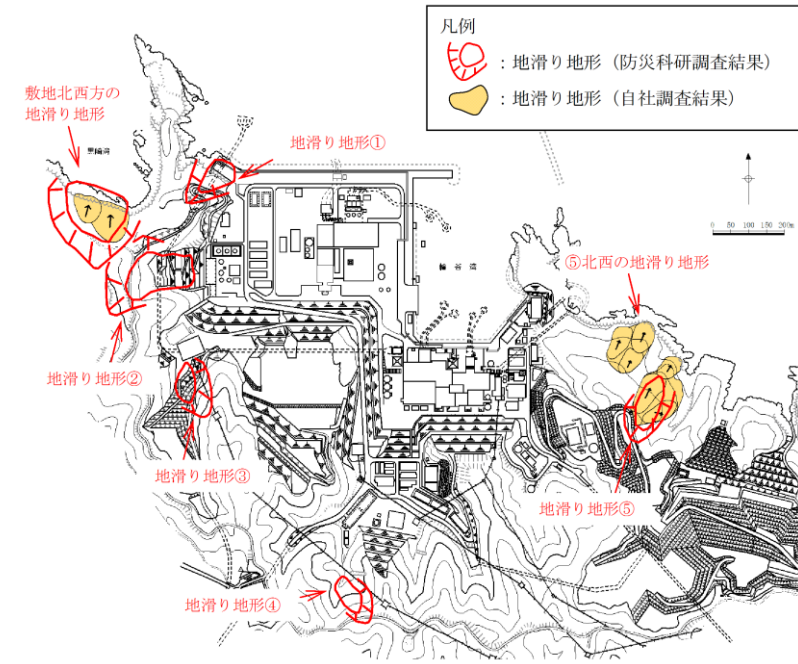 凡例
：地滑り地形（防災科研調査結果）
：地滑り地形（自社調査結果）
敷地北西方の
地滑り地形
地滑り地形①
0 50 100 150 200m
⑤北西の地滑り地形
輪谷湾
地滑り地形②
地滑り地形③
地滑り地形⑤
地滑り地形④